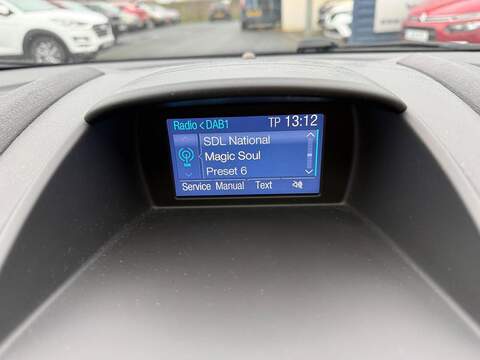 Radio < DAB1 TP 13:12
SDL National
Magic Soul
Preset 6
Service Manual Text